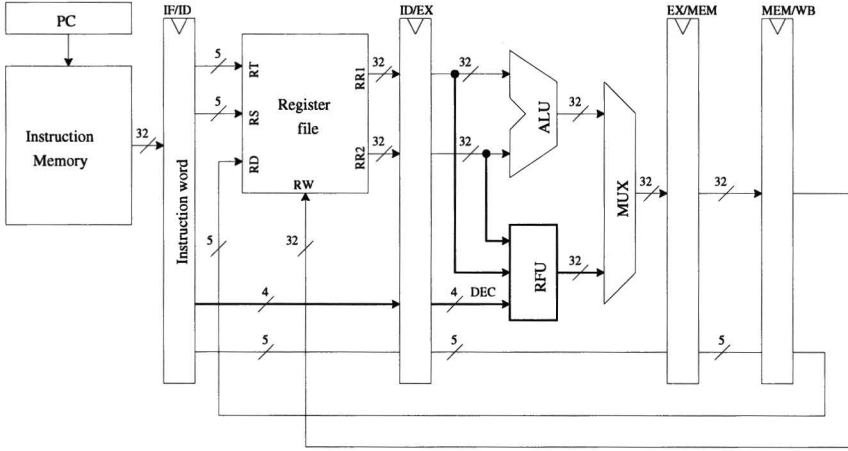 IF/ID
ID/EX
EX/MEM
MEM/WB
PC
Instruction
Memory
32
Instruction word
5
RT
5
RS
RD
Register
file
RR1
RR2
RW
32
32
32
32
ALU
32
MUX
32
32
5
32
RFU
32
4
4
DEC
5
5
5